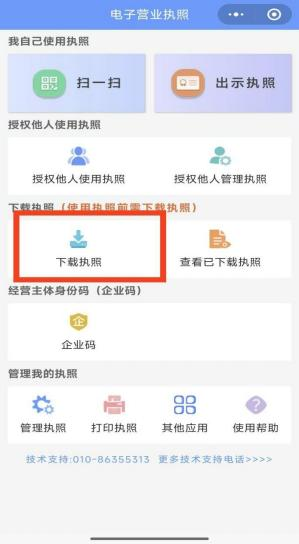 电子营业执照
我自己使用执照
扫一扫
出示执照
授权他人使用执照
授权他人使用执照
授权他人管理执照
下载执照(使用执照前需下载执照)
下载执照
查看已下载执照
经营主体身份码(企业码)
企业码
管理我的执照
管理执照
打印执照
其他应用
使用帮助
技术支持:010-86355313 更多技术支持电话>>>>